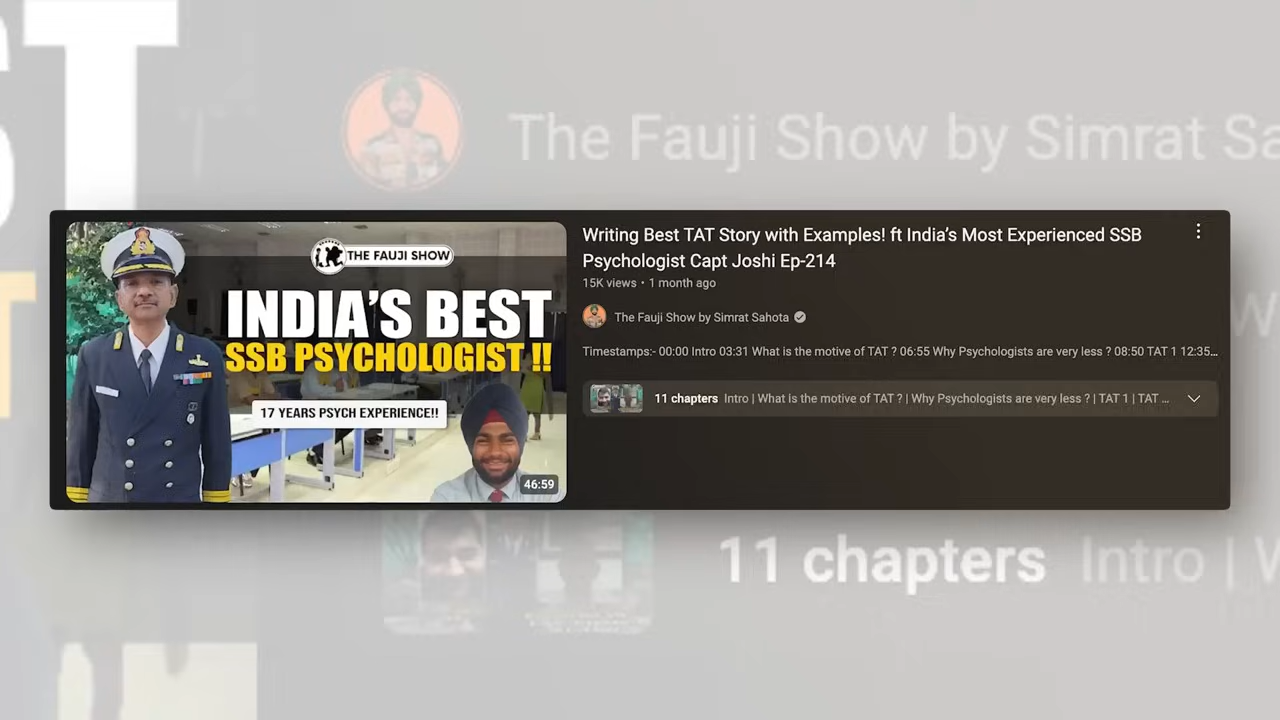 ST
The Fauji Show by Simrat Sa
THE FAUJI SHOW
INDIA'S BEST
SSB PSYCHOLOGIST !!
17 YEARS PSYCH EXPERIENCE!!
46:59
Writing Best TAT Story with Examples! ft India's Most Experienced SSB
Psychologist Capt Joshi Ep-214
15K views • 1 month ago
The Fauji Show by Simrat Sahota
Timestamps:- 00:00 Intro 03:31 What is the motive of TAT ? 06:55 Why Psychologists are very less ? 08:50 TAT 1 12:35...
11 chapters Intro | What is the motive of TAT ? | Why Psychologists are very less ? | TAT 1 | TAT ...
11 chapters Intro | W